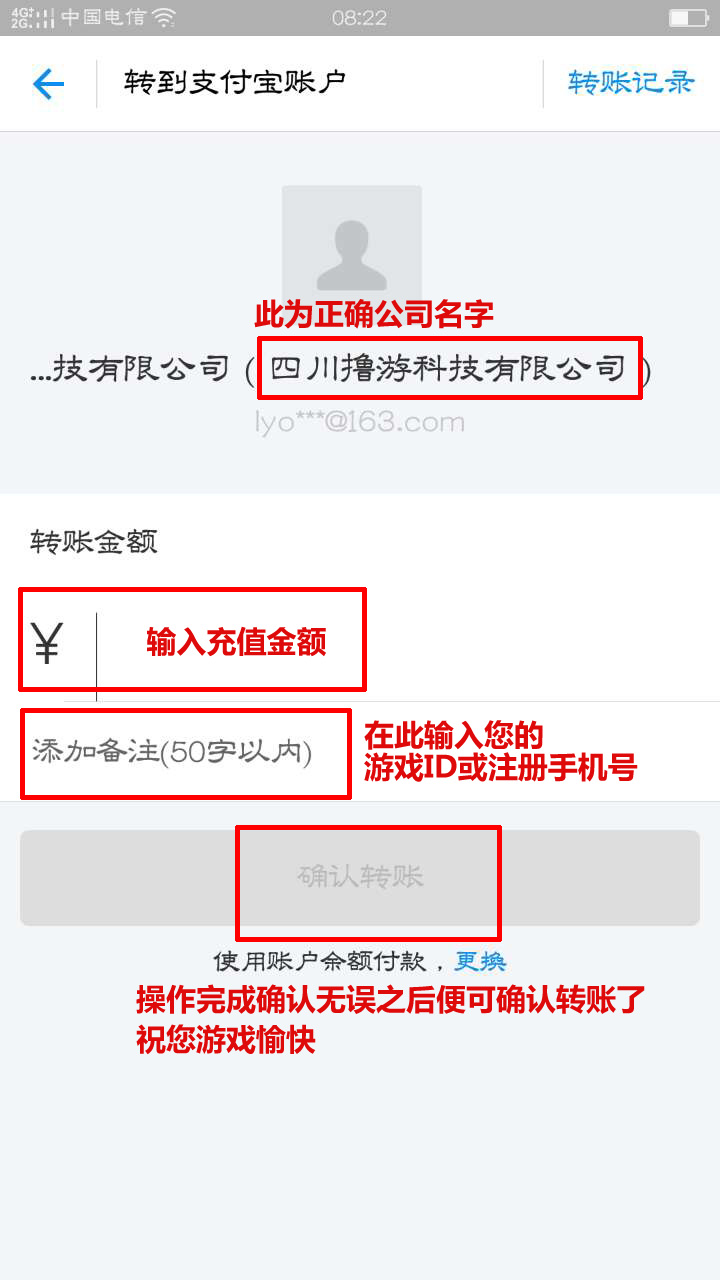 4G+ 2G 中国电信 08:22
转到支付宝账户 转账记录
此为正确公司名字
...技有限公司 (四川撸游科技有限公司)
lyo***@163.com
转账金额
¥ 输入充值金额
添加备注(50字以内) 在此输入您的
游戏ID或注册手机号
确认转账
使用账户余额付款，更换
操作完成确认无误之后便可确认转账了
祝您游戏愉快